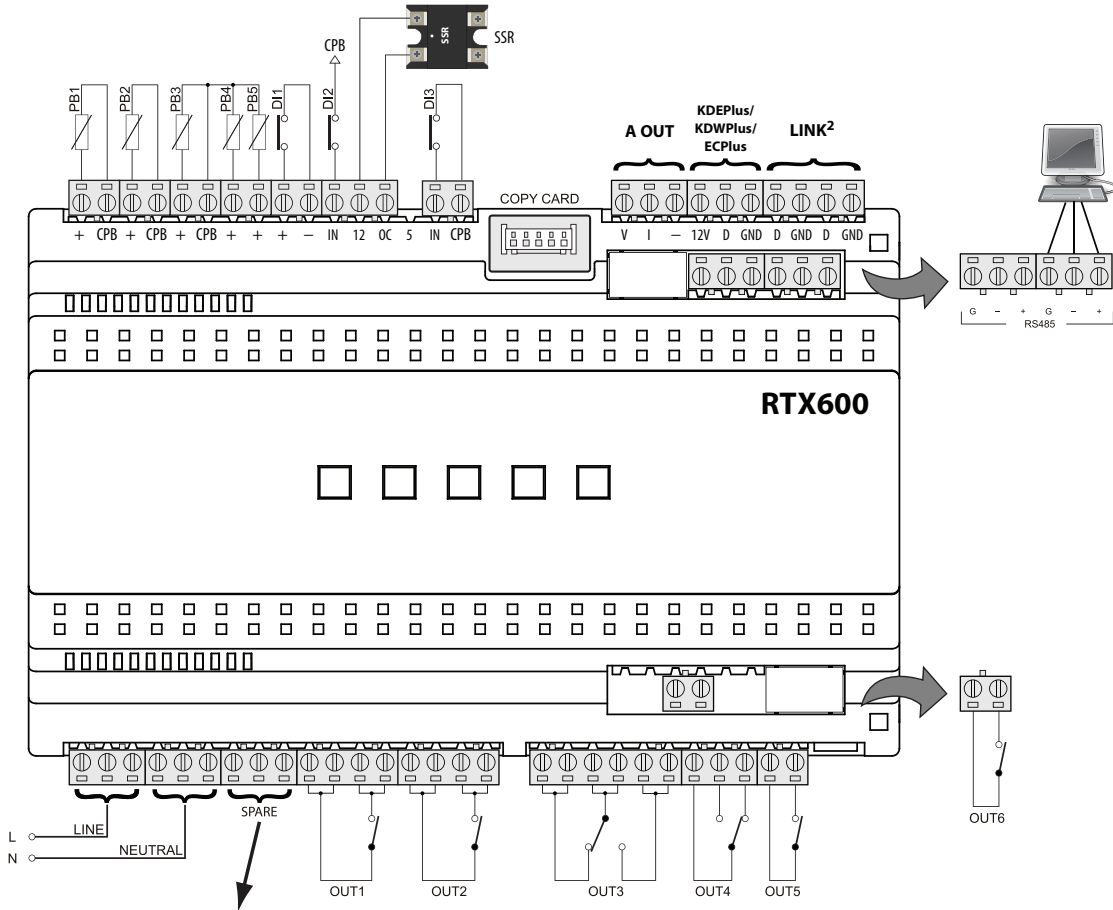 SSR
SSR
CPB
PB1
PB2
PB3
PB4
PB5
DI1
DI2
DI3
A OUT
KDEPlus/
KDWPlus/
ECPlus
LINK²
COPY CARD
+ CPB + CPB + CPB + + + − IN 12 OC 5 IN CPB
V I − 12V D GND D GND D GND
G − + G − +
RS485
RTX600
SPARE
L LINE
N NEUTRAL
OUT1
OUT2
OUT3
OUT4
OUT5
OUT6